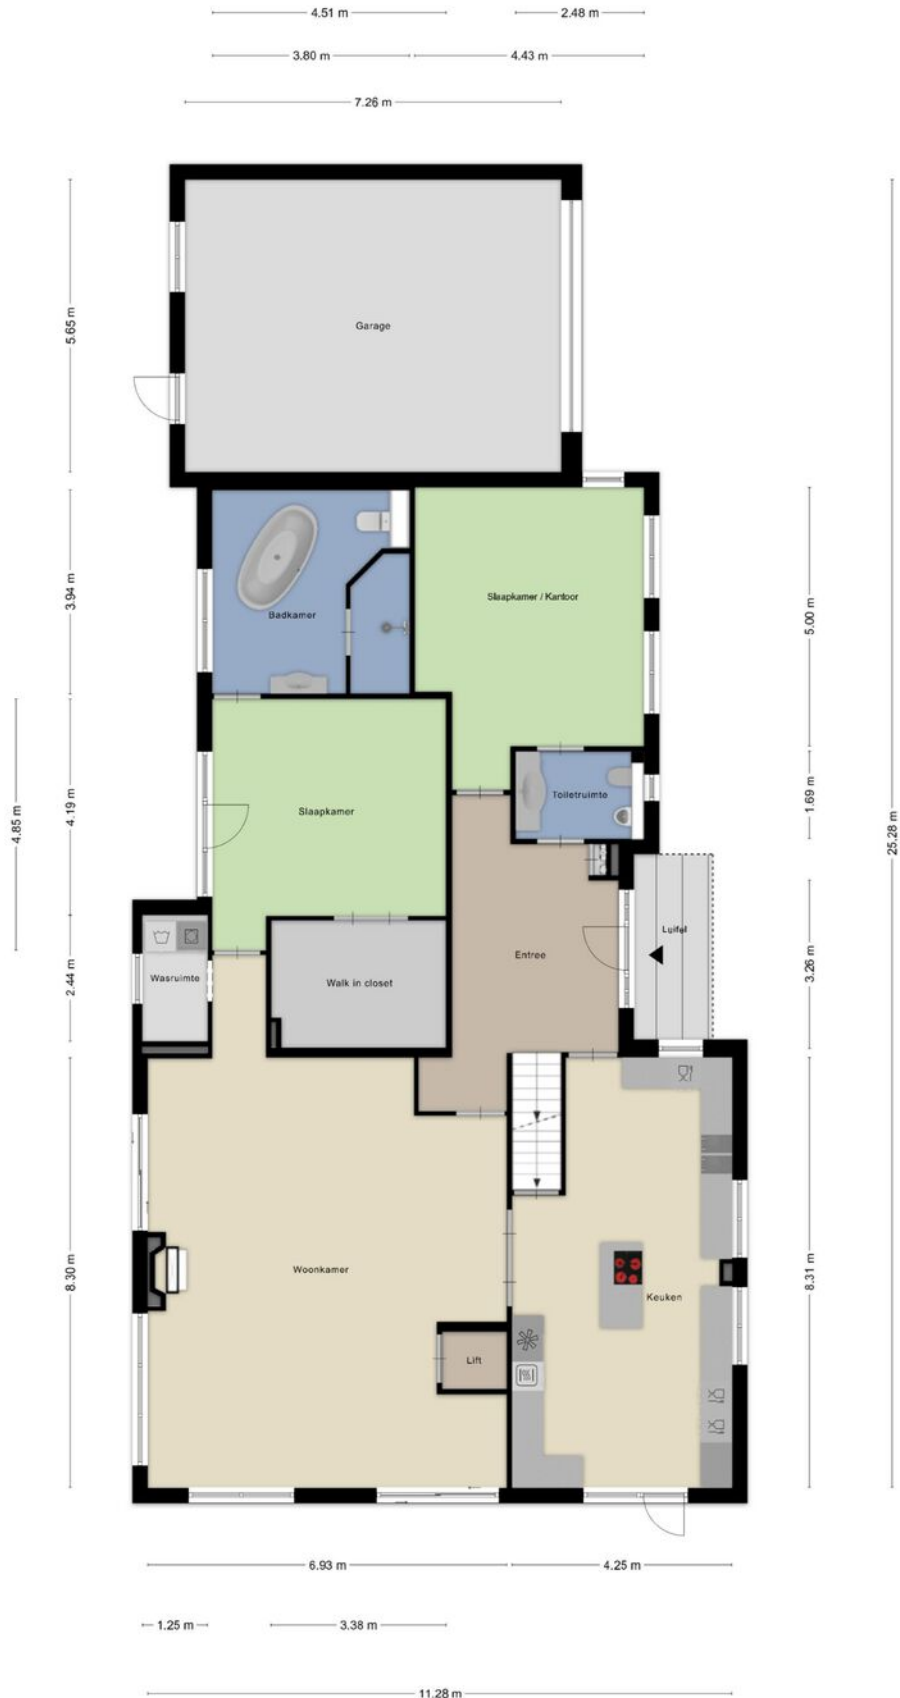 4.51 m
2.48 m
3.80 m
4.43 m
7.26 m
Garage
5.65 m
3.94 m
Badkamer
Slaapkamer / Kantoor
5.00 m
25.28 m
4.85 m
4.19 m
Slaapkamer
Toiletruimte
1.69 m
Luifel
3.26 m
Entree
2.44 m
Wasruimte
Walk in closet
8.30 m
Woonkamer
Keuken
8.31 m
Lift
6.93 m
4.25 m
1.25 m
3.38 m
11.28 m